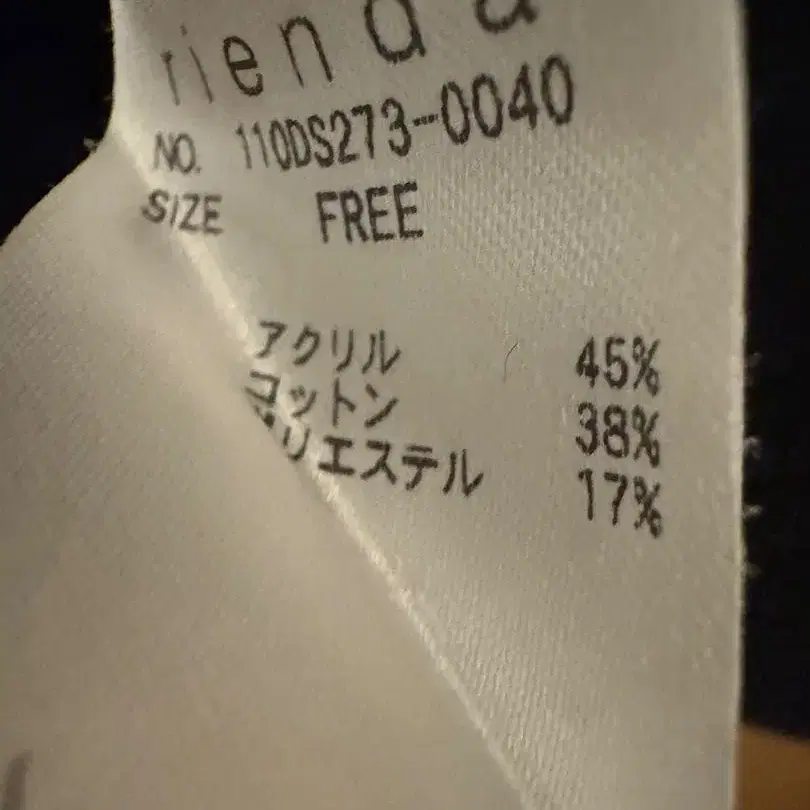 rienda
NO. 110DS273-0040
SIZE FREE
アクリル 45%
コットン 38%
ポリエステル 17%